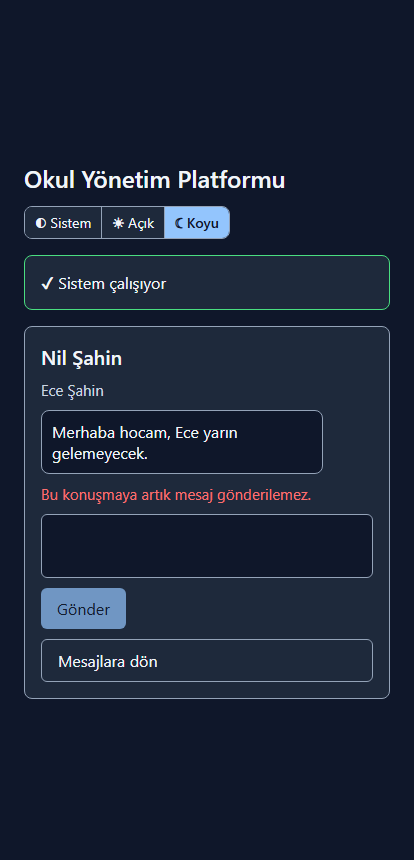 Okul Yönetim Platformu
Sistem
Açık
Koyu
✓ Sistem çalışıyor
Nil Şahin
Ece Şahin
Merhaba hocam, Ece yarın
gelemeyecek.
Bu konuşmaya artık mesaj gönderilemez.
Gönder
Mesajlara dön